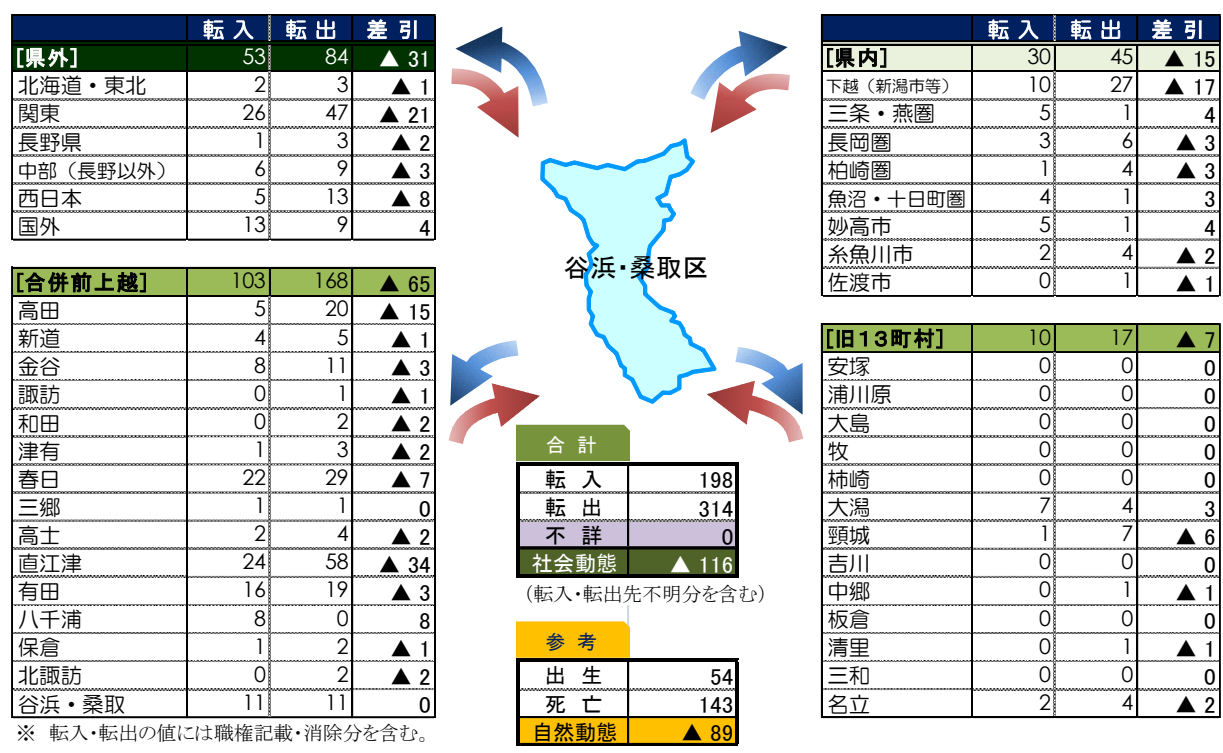 転 入 転 出 差 引
[県外] 53 84 ▲ 31
北海道・東北 2 3 ▲ 1
関東 26 47 ▲ 21
長野県 1 3 ▲ 2
中部（長野以外） 6 9 ▲ 3
西日本 5 13 ▲ 8
国外 13 9 4
[合併前上越] 103 168 ▲ 65
高田 5 20 ▲ 15
新道 4 5 ▲ 1
金谷 8 11 ▲ 3
諏訪 0 1 ▲ 1
和田 0 2 ▲ 2
津有 1 3 ▲ 2
春日 22 29 ▲ 7
三郷 1 1 0
高士 2 4 ▲ 2
直江津 24 58 ▲ 34
有田 16 19 ▲ 3
八千浦 8 0 8
保倉 1 2 ▲ 1
北諏訪 0 2 ▲ 2
谷浜・桑取 11 11 0
※ 転入・転出の値には職権記載・消除分を含む。
谷浜・桑取区
合 計
転 入 198
転 出 314
不 詳 0
社会動態 ▲ 116
（転入・転出先不明分を含む）
参 考
出 生 54
死 亡 143
自然動態 ▲ 89
転 入 転 出 差 引
[県内] 30 45 ▲ 15
下越（新潟市等） 10 27 ▲ 17
三条・燕圏 5 1 4
長岡圏 3 6 ▲ 3
柏崎圏 1 4 ▲ 3
魚沼・十日町圏 4 1 3
妙高市 5 1 4
糸魚川市 2 4 ▲ 2
佐渡市 0 1 ▲ 1
[旧13町村] 10 17 ▲ 7
安塚 0 0 0
浦川原 0 0 0
大島 0 0 0
牧 0 0 0
柿崎 0 0 0
大潟 7 4 3
頸城 1 7 ▲ 6
吉川 0 0 0
中郷 0 1 ▲ 1
板倉 0 0 0
清里 0 1 ▲ 1
三和 0 0 0
名立 2 4 ▲ 2